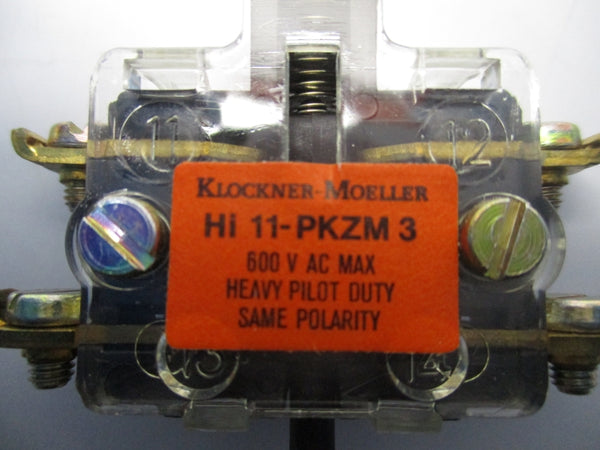 11 12
KLOCKNER-MOELLER
Hi 11-PKZM 3
600 V AC MAX
HEAVY PILOT DUTY
SAME POLARITY
13 14